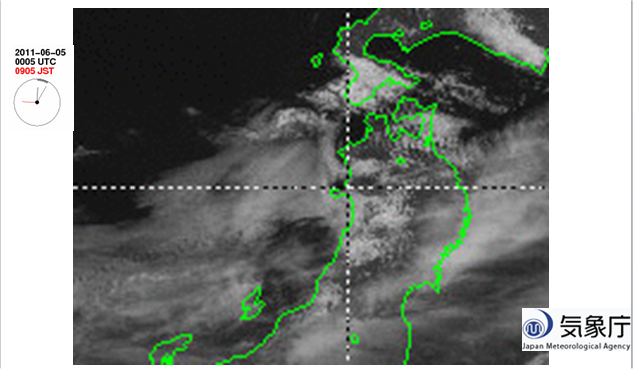 2011-06-05
0005 UTC
0905 JST
気象庁
Japan Meteorological Agency